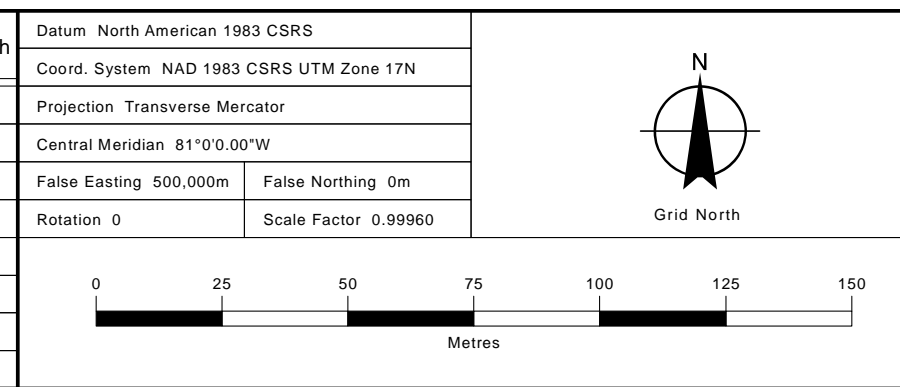 h
Datum North American 1983 CSRS
Coord. System NAD 1983 CSRS UTM Zone 17N
Projection Transverse Mercator
Central Meridian 81°0'0.00"W
False Easting 500,000m False Northing 0m
Rotation 0 Scale Factor 0.99960
N
Grid North
0 25 50 75 100 125 150
Metres